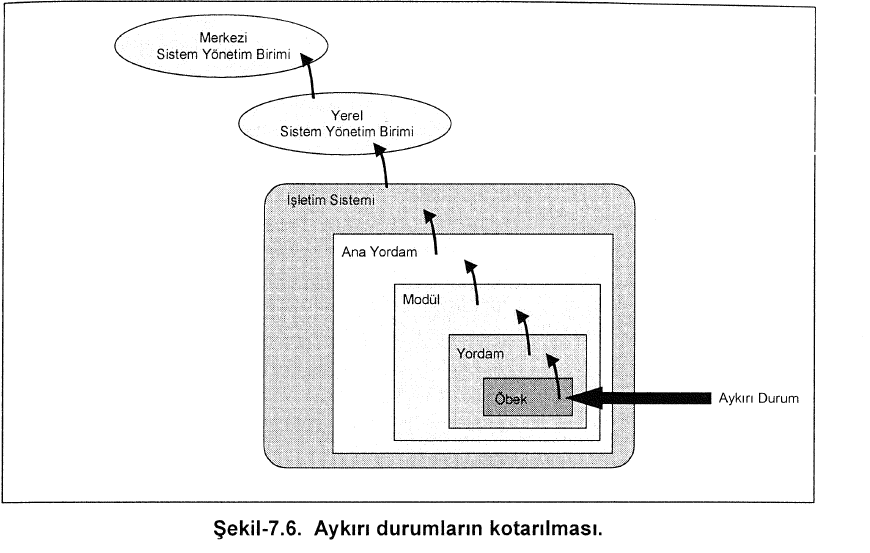 Merkezi
Sistem Yönetim Birimi
Yerel
Sistem Yönetim Birimi
İşletim Sistemi
Ana Yordam
Modül
Yordam
Öbek
Aykırı Durum
Şekil-7.6. Aykırı durumların kotarılması.